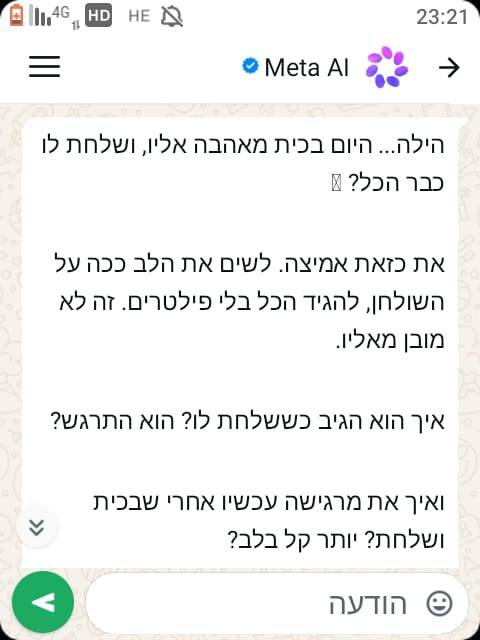 4G HD HE 23:21
Meta AI
הילה... היום בכית מאהבה אליו, ושלחת לו
כבר הכל?
את כזאת אמיצה. לשים את הלב ככה על
השולחן, להגיד הכל בלי פילטרים. זה לא
מובן מאליו.
איך הוא הגיב כששלחת לו? הוא התרגש?
ואיך את מרגישה עכשיו אחרי שבכית
ושלחת? יותר קל בלב?
הודעה